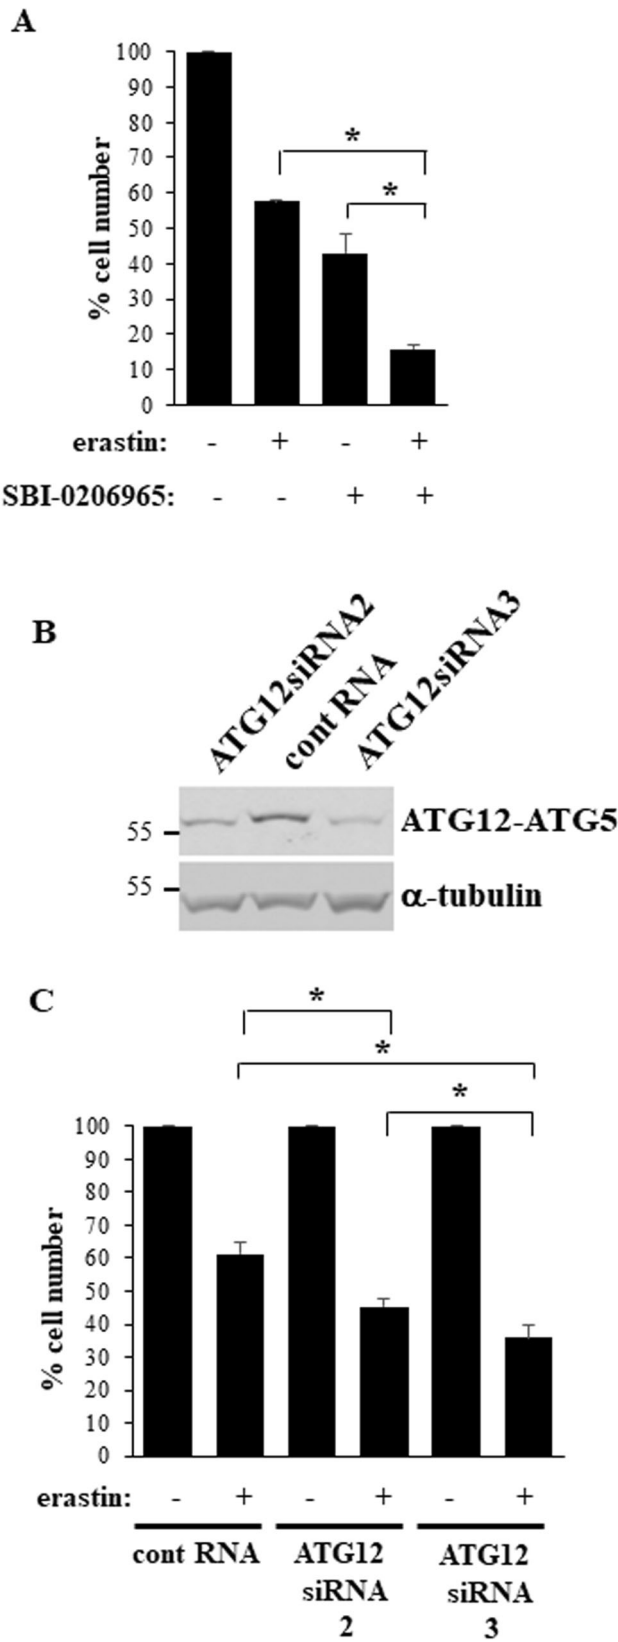 A
100
90
80
70
60
50
40
30
20
10
0
% cell number
*
*
erastin: - + - +
SBI-0206965: - - + +
B
ATG12siRNA2
cont RNA
ATG12siRNA3
55
ATG12-ATG5
55
α-tubulin
C
*
*
*
100
90
80
70
60
50
40
30
20
10
0
% cell number
erastin: - + - + - +
cont RNA ATG12 ATG12
siRNA siRNA
2 3